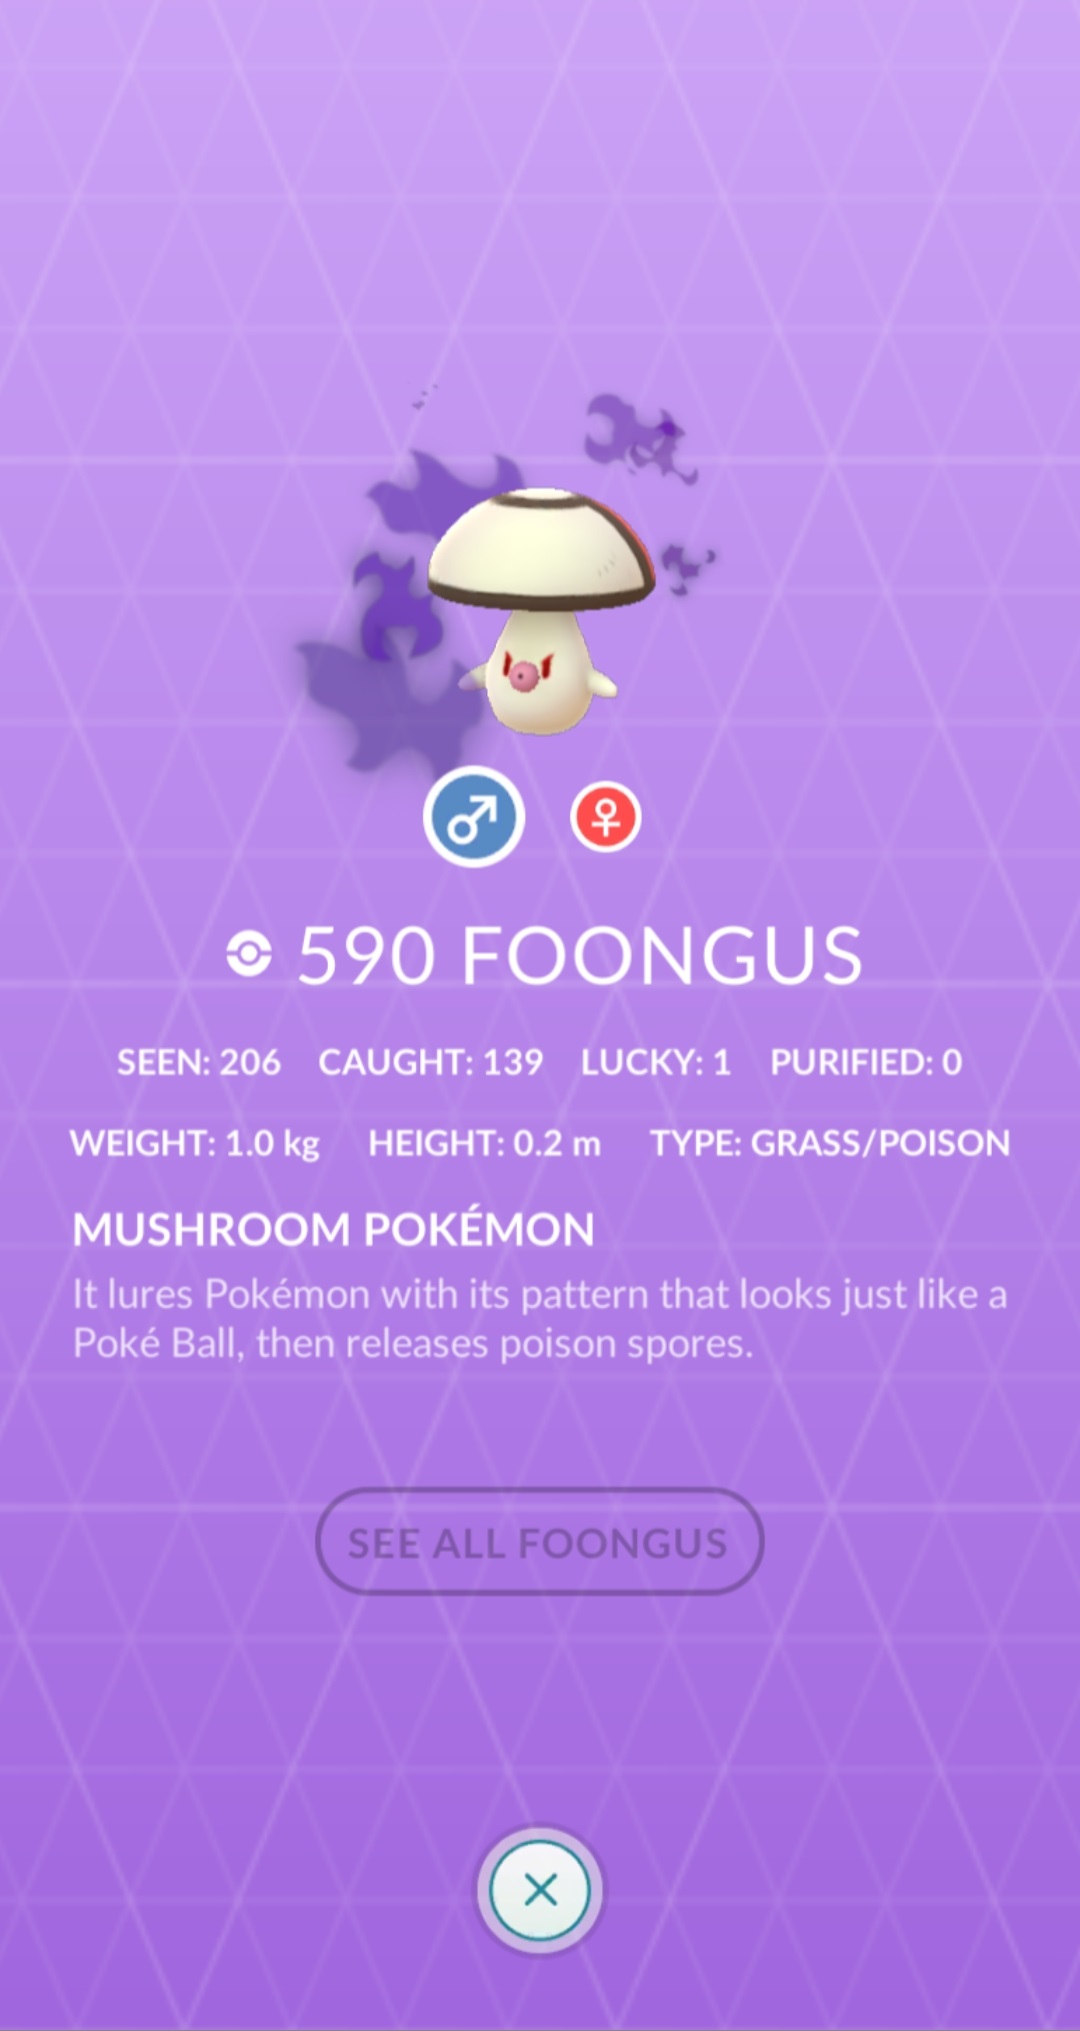 590 FOONGUS
SEEN: 206 CAUGHT: 139 LUCKY: 1 PURIFIED: 0
WEIGHT: 1.0 kg HEIGHT: 0.2 m TYPE: GRASS/POISON
MUSHROOM POKÉMON
It lures Pokémon with its pattern that looks just like a
Poké Ball, then releases poison spores.
SEE ALL FOONGUS